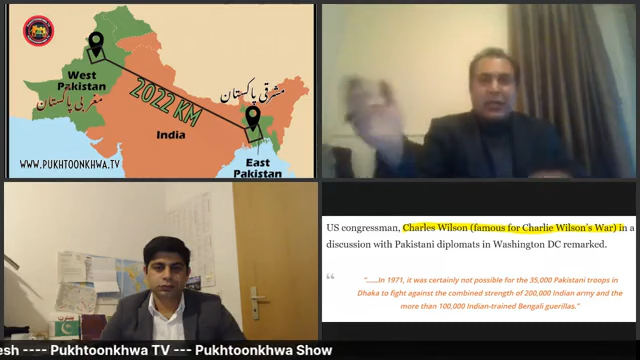 West
Pakistan
مغربی پاکستان
2022 KM
مشرقی پاکستان
India
East
Pakistan
WWW.PUKHTOONKHWA.TV
US congressman, Charles Wilson (famous for Charlie Wilson's War) in a
discussion with Pakistani diplomats in Washington DC remarked.
“
"......In 1971, it was certainly not possible for the 35,000 Pakistani troops in
Dhaka to fight against the combined strength of 200,000 Indian army and the
more than 100,000 Indian-trained Bengali guerillas."
esh ---- Pukhtoonkhwa TV --- Pukhtoonkhwa Show